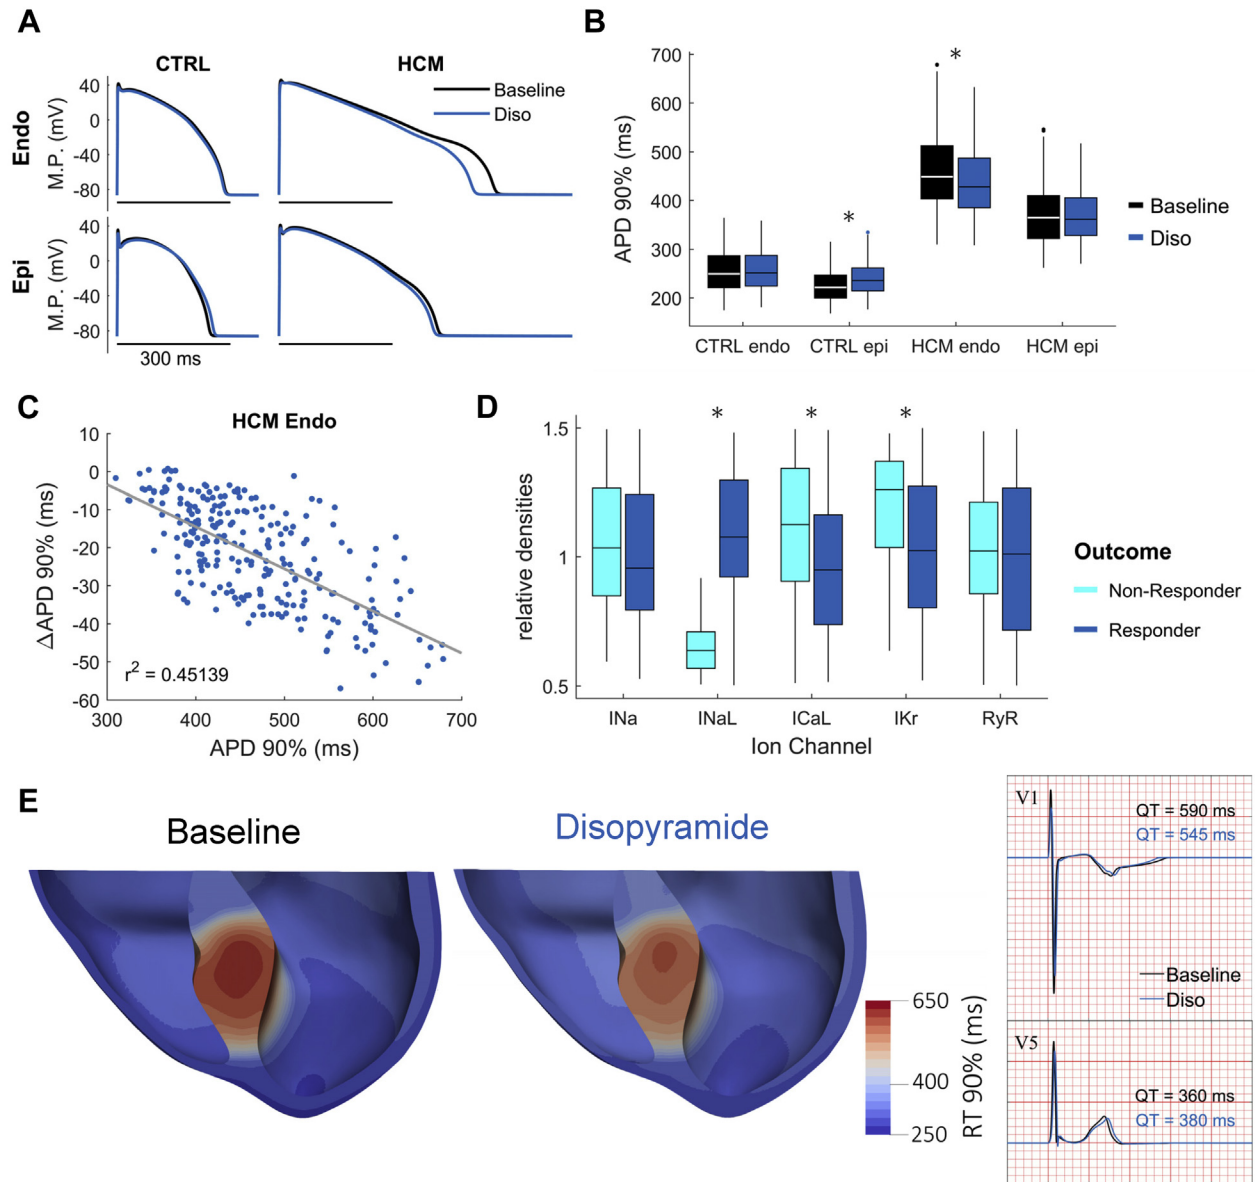 A
CTRL
HCM
Baseline
Diso
Endo
M.P. (mV)
40
0
-40
-80
Epi
M.P. (mV)
40
0
-40
-80
300 ms
B
APD 90% (ms)
700
600
500
400
300
200
*
*
CTRL endo
CTRL epi
HCM endo
HCM epi
Baseline
Diso
C
HCM Endo
ΔAPD 90% (ms)
10
0
-10
-20
-30
-40
-50
-60
r² = 0.45139
300
400
500
600
700
APD 90% (ms)
D
relative densities
1.5
1
0.5
*
*
*
INa
INaL
ICaL
IKr
RyR
Ion Channel
Outcome
Non-Responder
Responder
E
Baseline
Disopyramide
650
400
250
RT 90% (ms)
V1
QT = 590 ms
QT = 545 ms
Baseline
Diso
V5
QT = 360 ms
QT = 380 ms